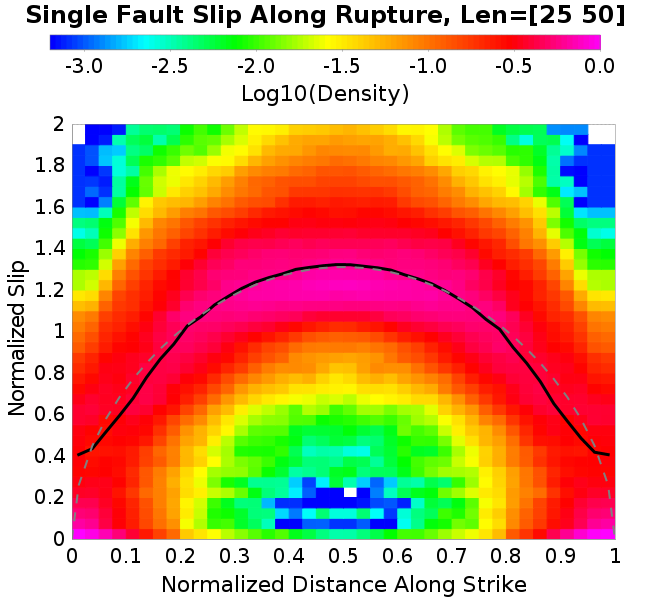 Single Fault Slip Along Rupture, Len=[25 50]
-3.0 -2.5 -2.0 -1.5 -1.0 -0.5 0.0
Log10(Density)
2
1.8
1.6
1.4
1.2
1
0.8
0.6
0.4
0.2
0
Normalized Slip
0 0.1 0.2 0.3 0.4 0.5 0.6 0.7 0.8 0.9 1
Normalized Distance Along Strike